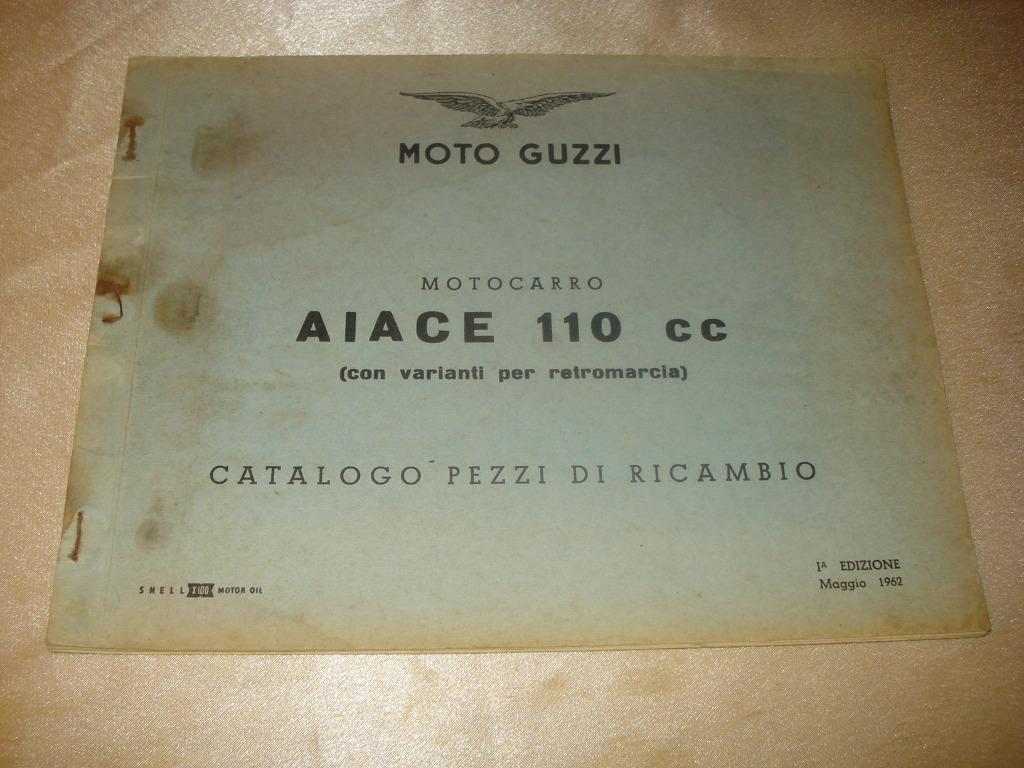 MOTO GUZZI
MOTOCARRO
AIACE 110 cc
(con varianti per retromarcia)
CATALOGO PEZZI DI RICAMBIO
1ᴬ EDIZIONE
Maggio 1962
SHELL X100 MOTOR OIL